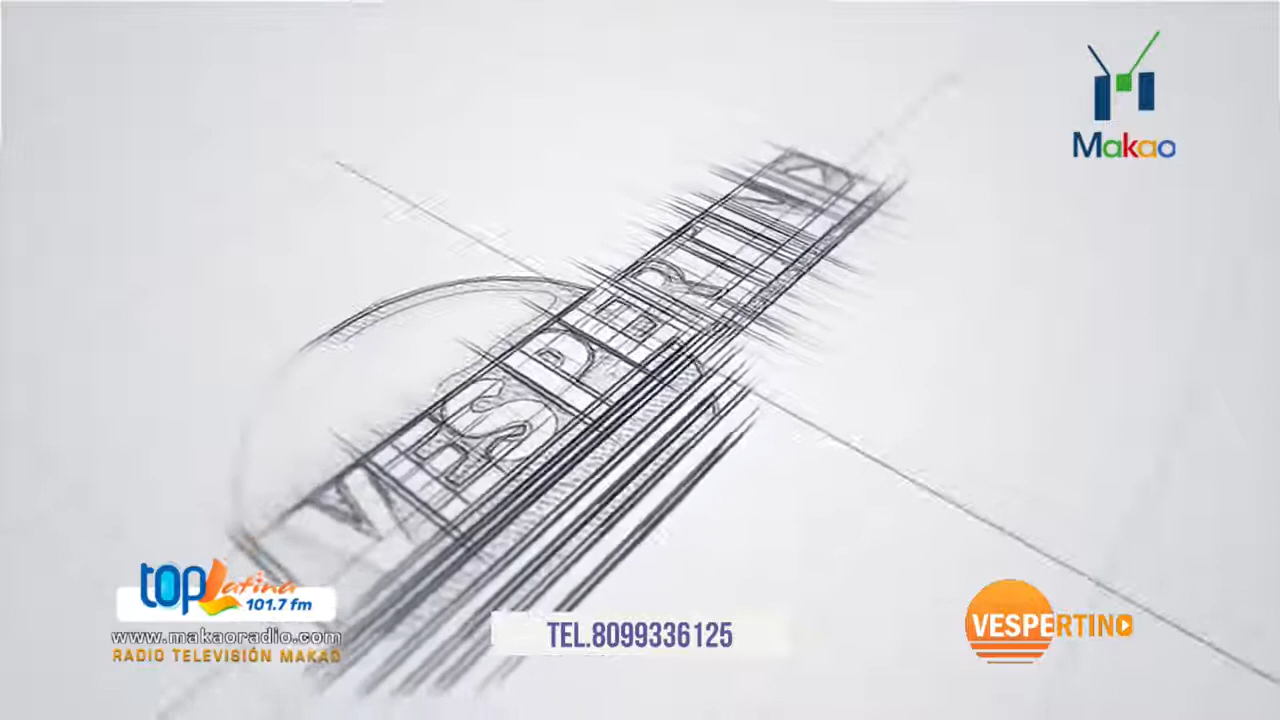 Makao
VESPERTINO
top Latina
101.7 fm
www.makaoradio.com
RADIO TELEVISIÓN MAKAO
TEL.8099336125
VESPERTINO